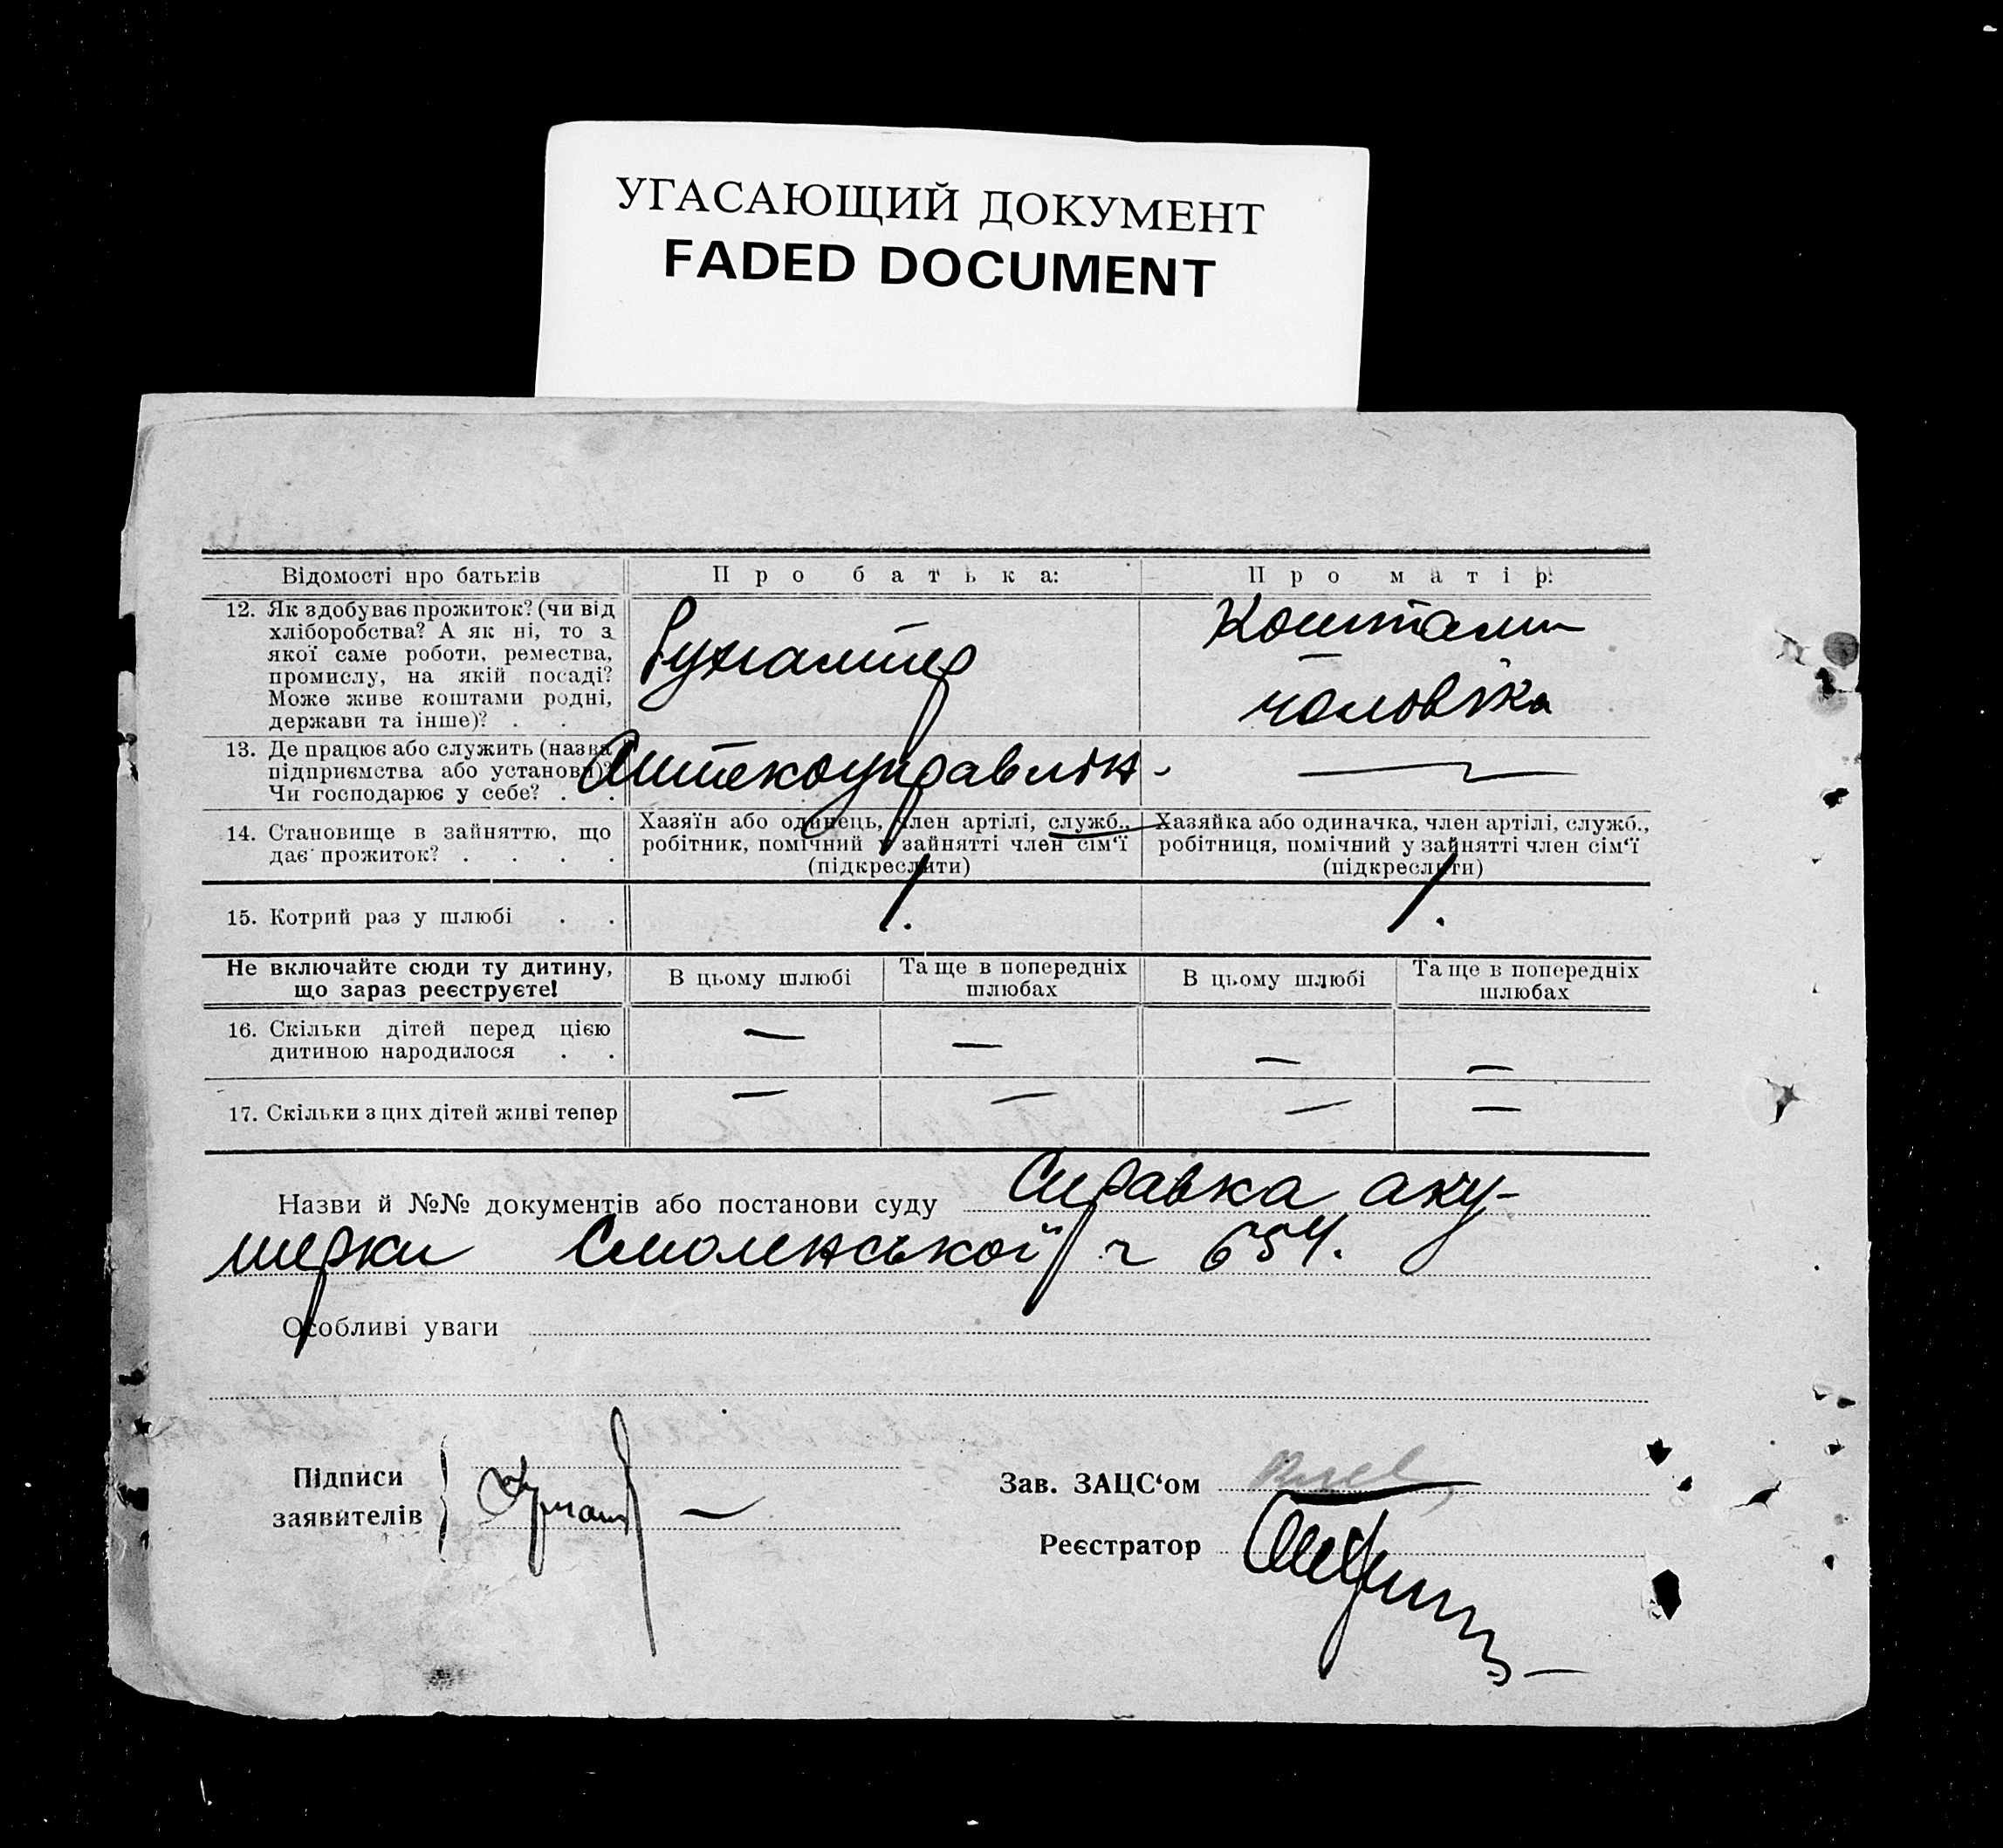 УГАСАЮЩИЙ ДОКУМЕНТ
FADED DOCUMENT
Відомості про батьків
Про батька:
Про матір:
12. Як здобуває прожиток? (чи від
хліборобства? А як ні, то з
якої саме роботи, ремества,
промислу, на якій посаді?
Може живе коштами родні,
держави та інше)? . . .
Бухгалтер
Коштами
чоловіка
13. Де працює або служить (назва
підприємства або установи)?
Чи господарює у себе? . .
Аптекоуправлін-
14. Становище в зайняттю, що
дає прожиток? . . . .
Хазяїн або одинець, член артілі, служб.,
робітник, помічний у зайнятті член сім‘ї
(підкреслити)
Хазяйка або одиначка, член артілі, служб.,
робітниця, помічний у зайнятті член сім‘ї
(підкреслити)
15. Котрий раз у шлюбі . .
1.
1.
Не включайте сюди ту дитину,
що зараз реєструєте!
В цьому шлюбі
Та ще в попередніх
шлюбах
В цьому шлюбі
Та ще в попередніх
шлюбах
16. Скільки дітей перед цією
дитиною народилося . .
— — — —
17. Скільки з цих дітей живі тепер
— — — —
Назви й №№ документів або постанови суду Справка аку-
шерки Смоленської ч 654.
Особливі уваги
Підписи
заявителів
Зав. ЗАЦС‘ом
Реєстратор